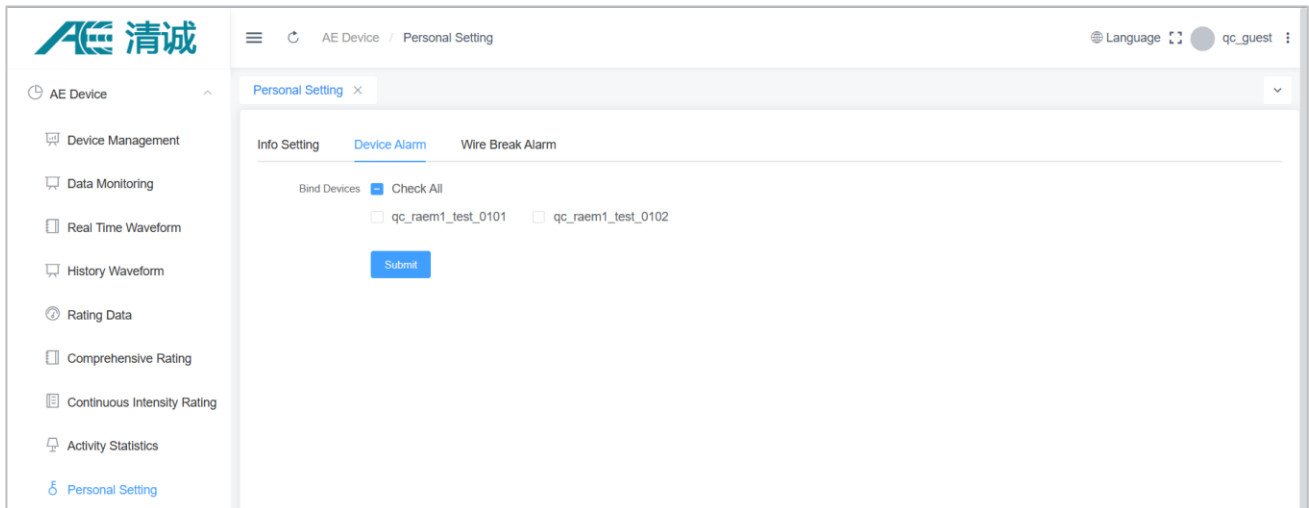 AE 清诚
AE Device / Personal Setting
Language qc_guest
AE Device
Device Management
Data Monitoring
Real Time Waveform
History Waveform
Rating Data
Comprehensive Rating
Continuous Intensity Rating
Activity Statistics
Personal Setting
Personal Setting ×
Info Setting Device Alarm Wire Break Alarm
Bind Devices Check All
qc_raem1_test_0101 qc_raem1_test_0102
Submit